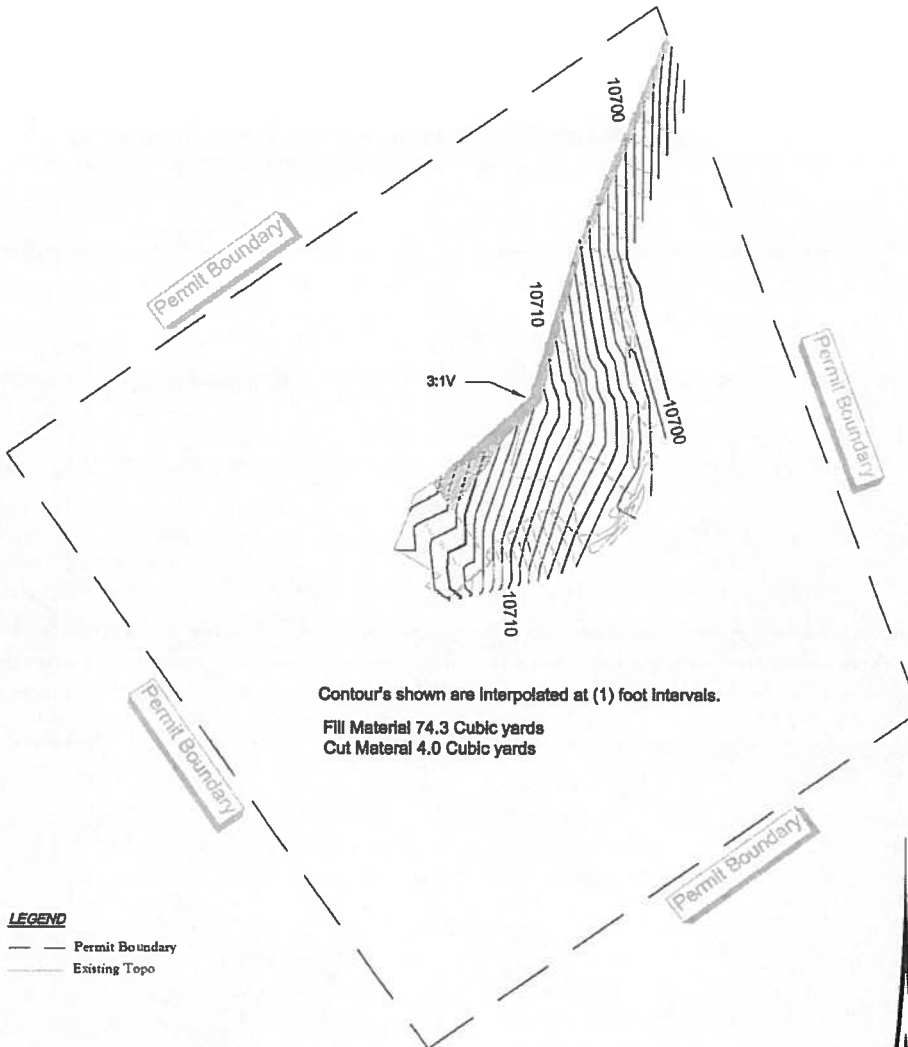 10700
Permit Boundary
10710
Permit Boundary
3:1V
10700
10710
Contour's shown are interpolated at (1) foot intervals.
Fill Material 74.3 Cubic yards
Cut Materal 4.0 Cubic yards
Permit Boundary
Permit Boundary
LEGEND
Permit Boundary
Existing Topo